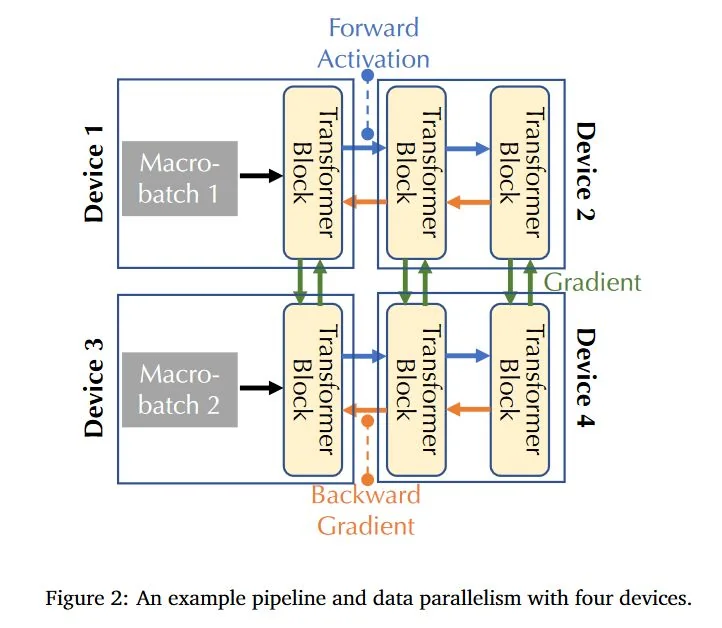 Forward
Activation
Device 1
Macro-
batch 1
Transformer
Block
Transformer
Block
Transformer
Block
Device 2
Gradient
Device 3
Macro-
batch 2
Transformer
Block
Transformer
Block
Transformer
Block
Device 4
Backward
Gradient
Figure 2: An example pipeline and data parallelism with four devices.